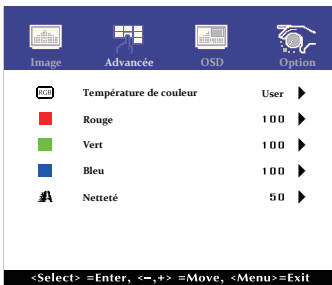 Image Advancée OSD Option
RGB Température de couleur User
Rouge 100
Vert 100
Bleu 100
Netteté 50
<Select> =Enter, <−,+> =Move, <Menu>=Exit